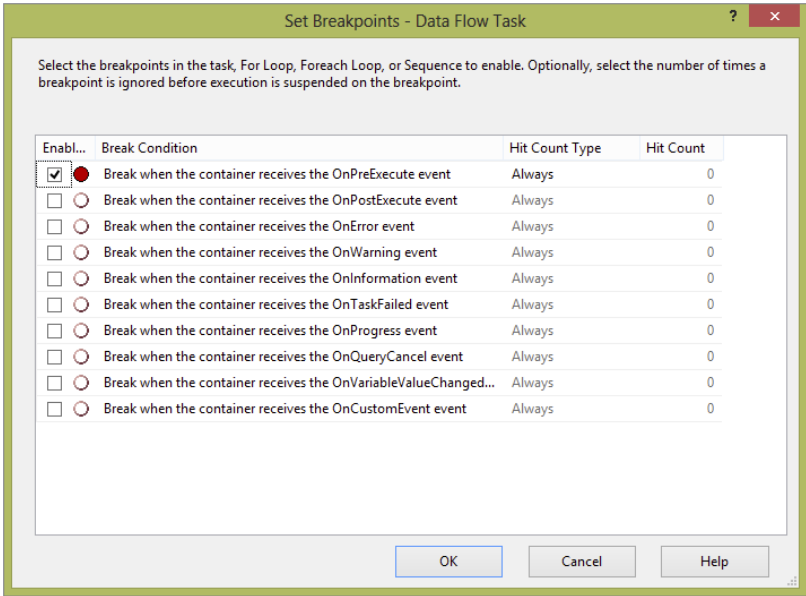 Set Breakpoints - Data Flow Task ? ×
Select the breakpoints in the task, For Loop, Foreach Loop, or Sequence to enable. Optionally, select the number of times a
breakpoint is ignored before execution is suspended on the breakpoint.
Enabl... Break Condition Hit Count Type Hit Count
Break when the container receives the OnPreExecute event Always 0
Break when the container receives the OnPostExecute event Always 0
Break when the container receives the OnError event Always 0
Break when the container receives the OnWarning event Always 0
Break when the container receives the OnInformation event Always 0
Break when the container receives the OnTaskFailed event Always 0
Break when the container receives the OnProgress event Always 0
Break when the container receives the OnQueryCancel event Always 0
Break when the container receives the OnVariableValueChanged... Always 0
Break when the container receives the OnCustomEvent event Always 0
OK Cancel Help